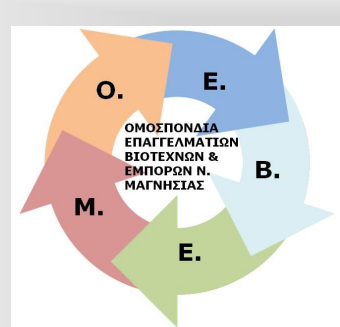 Ο.
Ε.
Β.
Ε.
Μ.
ΟΜΟΣΠΟΝΔΙΑ
ΕΠΑΓΓΕΛΜΑΤΙΩΝ
ΒΙΟΤΕΧΝΩΝ &
ΕΜΠΟΡΩΝ Ν.
ΜΑΓΝΗΣΙΑΣ